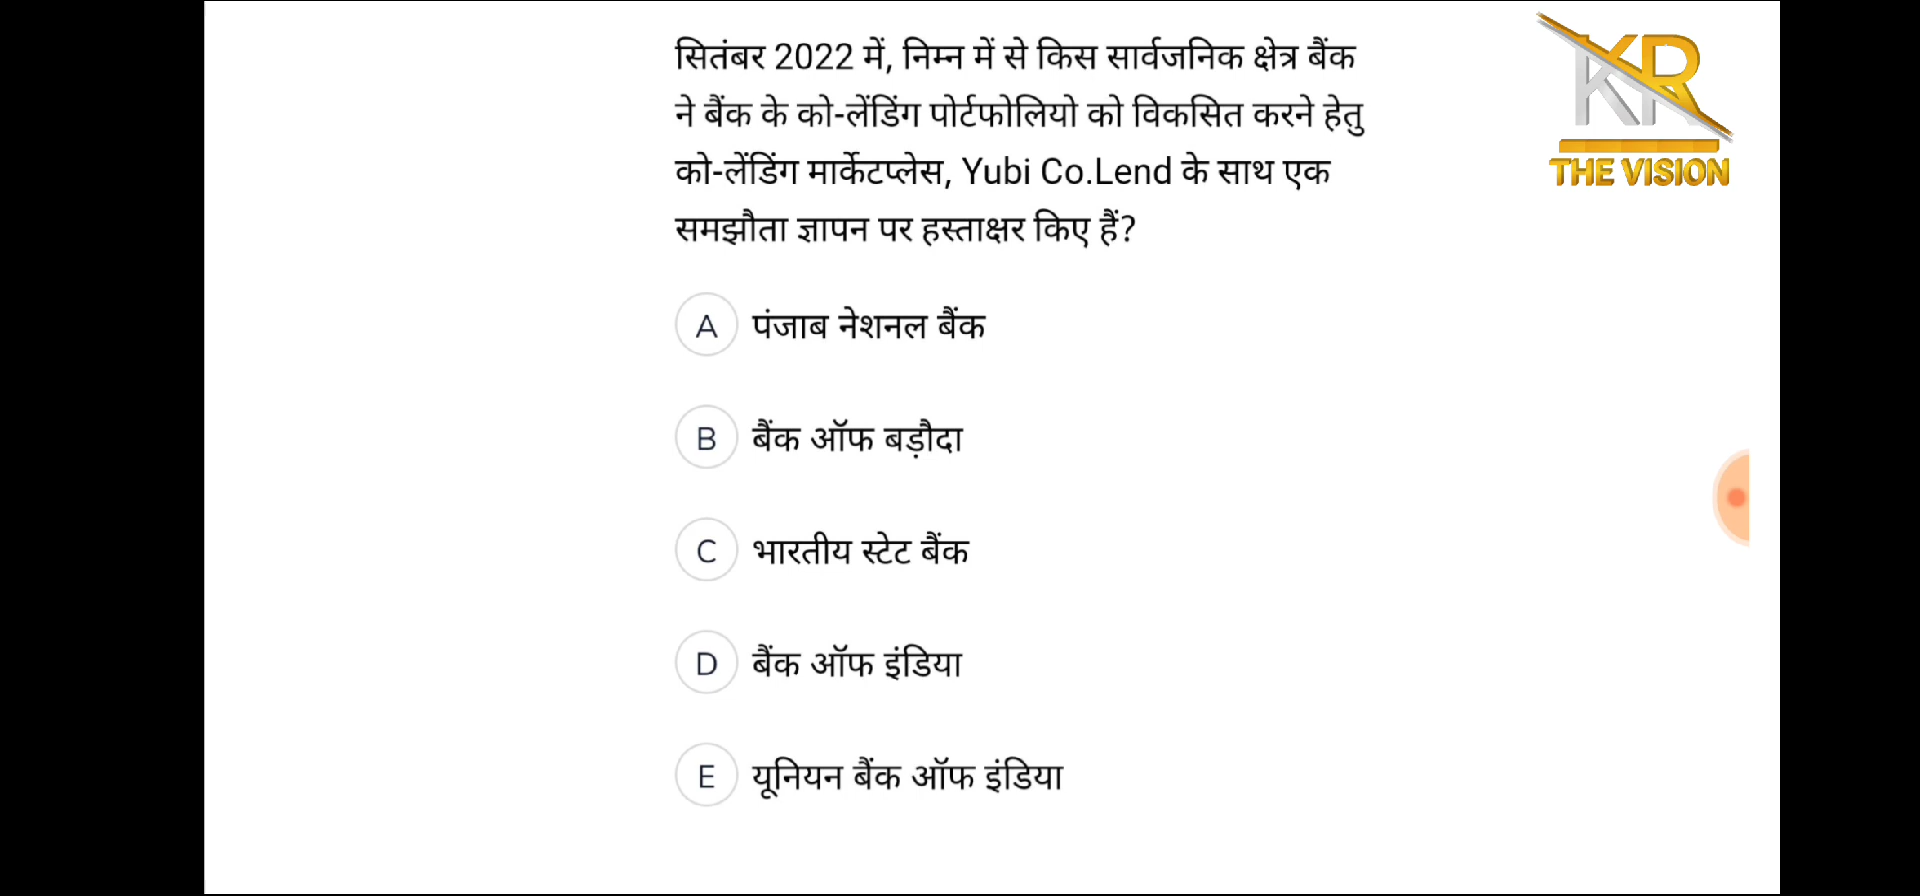 सितंबर 2022 में, निम्न में से किस सार्वजनिक क्षेत्र बैंक
ने बैंक के को-लेंडिंग पोर्टफोलियो को विकसित करने हेतु
को-लेंडिंग मार्केटप्लेस, Yubi Co.Lend के साथ एक
समझौता ज्ञापन पर हस्ताक्षर किए हैं?
KR
THE VISION
A पंजाब नेशनल बैंक
B बैंक ऑफ बड़ौदा
C भारतीय स्टेट बैंक
D बैंक ऑफ इंडिया
E यूनियन बैंक ऑफ इंडिया